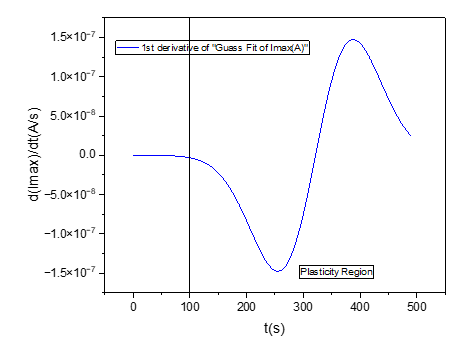 1st derivative of "Guass Fit of Imax(A)"
1.5×10⁻⁷
1.0×10⁻⁷
5.0×10⁻⁸
0.0
−5.0×10⁻⁸
−1.0×10⁻⁷
−1.5×10⁻⁷
d(Imax)/dt(A/s)
Plasticity Region
0 100 200 300 400 500
t(s)